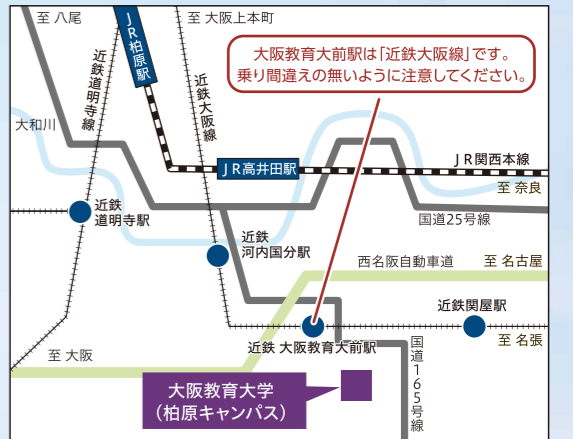 至 八尾
JR柏原駅
至 大阪上本町
大阪教育大前駅は「近鉄大阪線」です。
乗り間違えの無いように注意してください。
近鉄道明寺線
近鉄大阪線
大和川
JR高井田駅
JR関西本線
至 奈良
近鉄
道明寺駅
国道25号線
近鉄
河内国分駅
西名阪自動車道
至 名古屋
近鉄関屋駅
近鉄 大阪教育大前駅
至 名張
至 大阪
国道165号線
大阪教育大学
(柏原キャンパス)